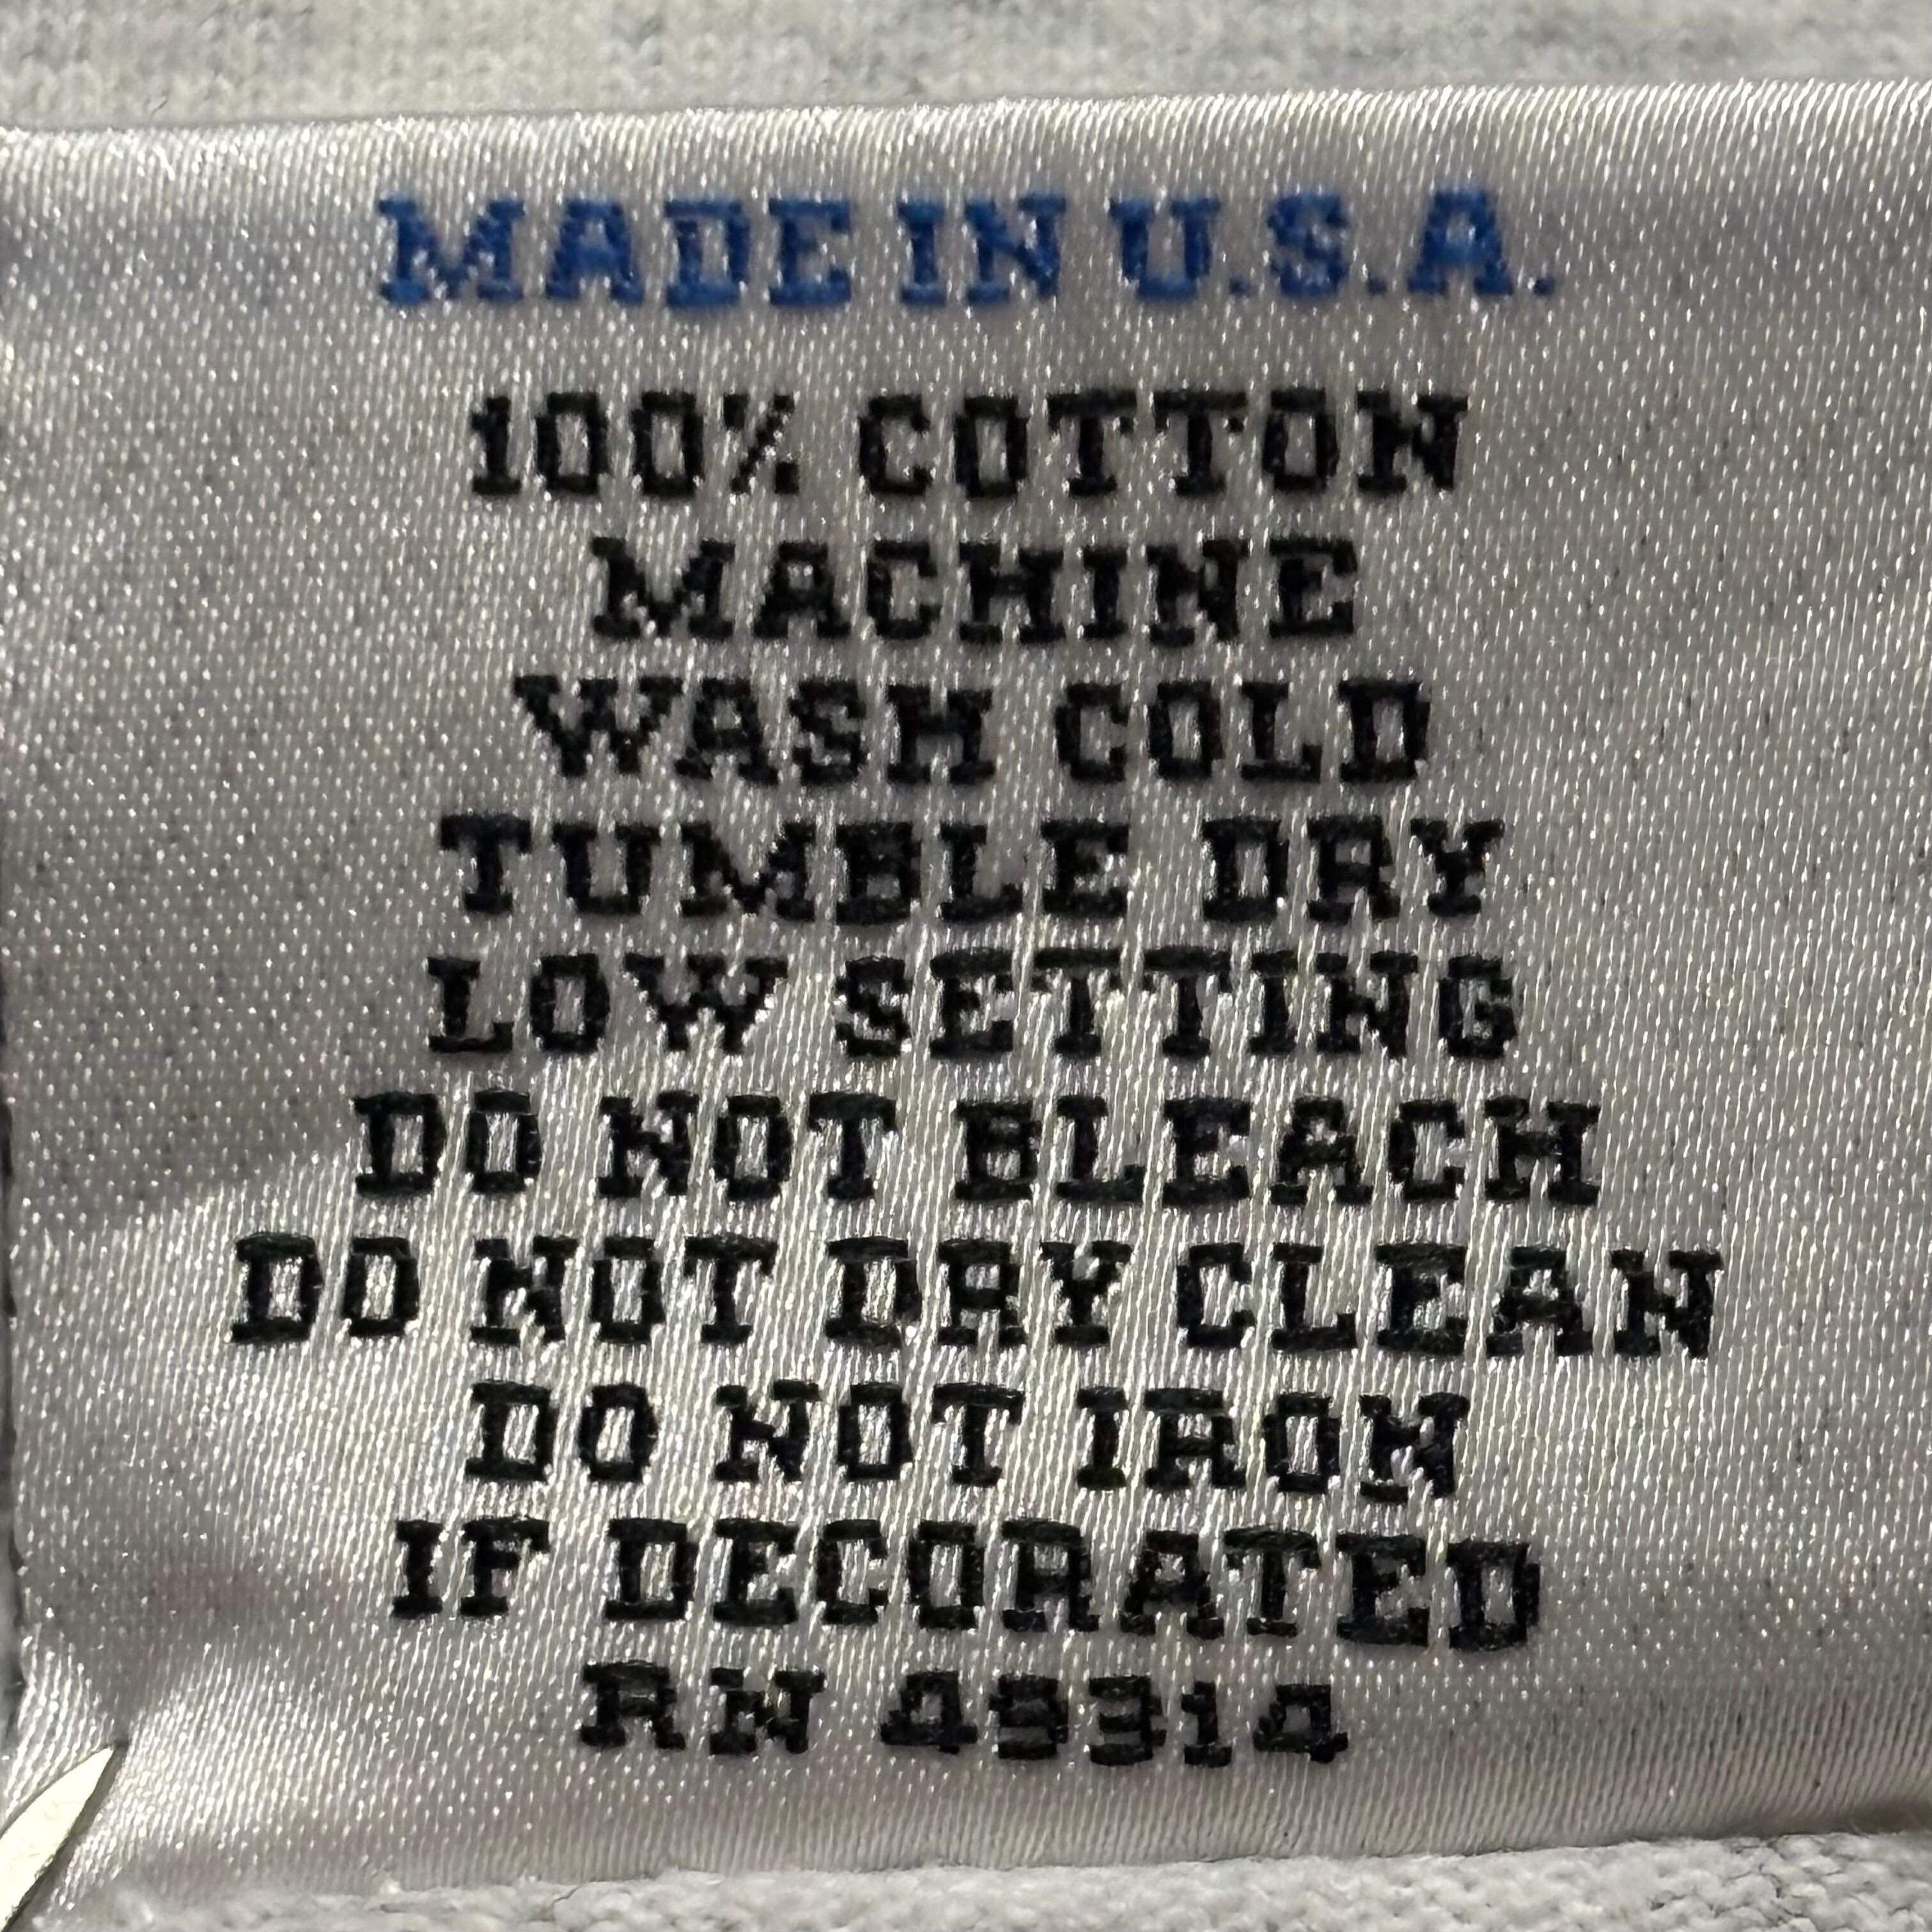 MADE IN U.S.A.
100% COTTON
MACHINE
WASH COLD
TUMBLE DRY
LOW SETTING
DO NOT BLEACH
DO NOT DRY CLEAN
DO NOT IRON
IF DECORATED
RN 49314